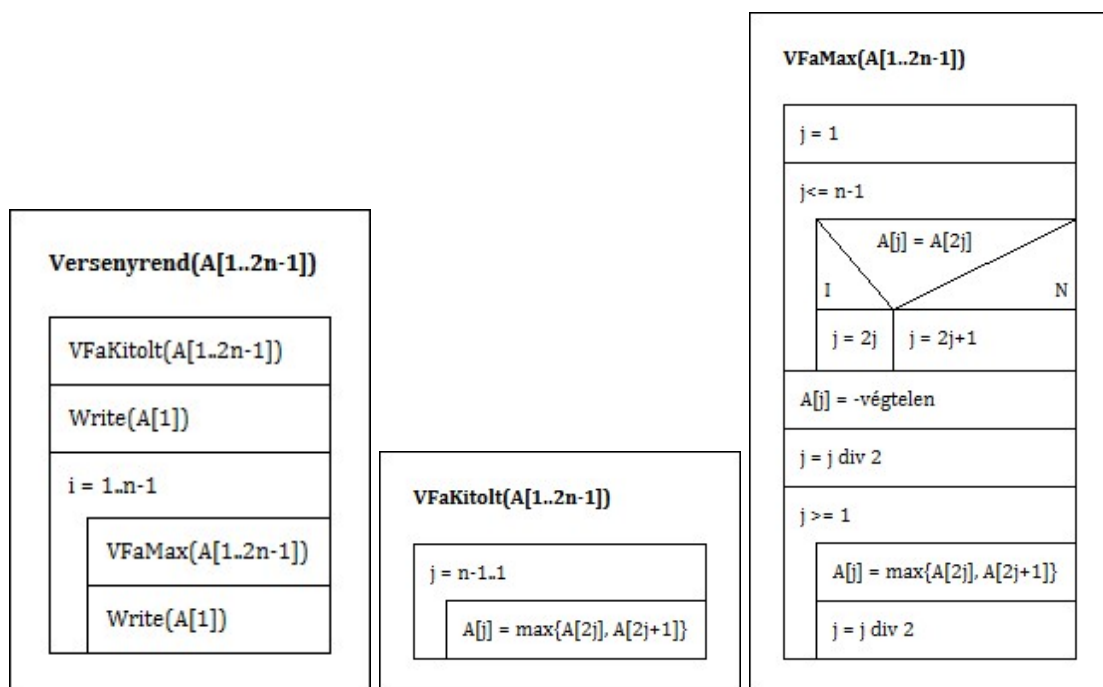 Versenyrend(A[1..2n-1])
VFaKitolt(A[1..2n-1])
Write(A[1])
i = 1..n-1
VFaMax(A[1..2n-1])
Write(A[1])
VFaKitolt(A[1..2n-1])
j = n-1..1
A[j] = max{A[2j], A[2j+1]}
VFaMax(A[1..2n-1])
j = 1
j<= n-1
A[j] = A[2j]
I N
j = 2j j = 2j+1
A[j] = -végtelen
j = j div 2
j >= 1
A[j] = max{A[2j], A[2j+1]}
j = j div 2